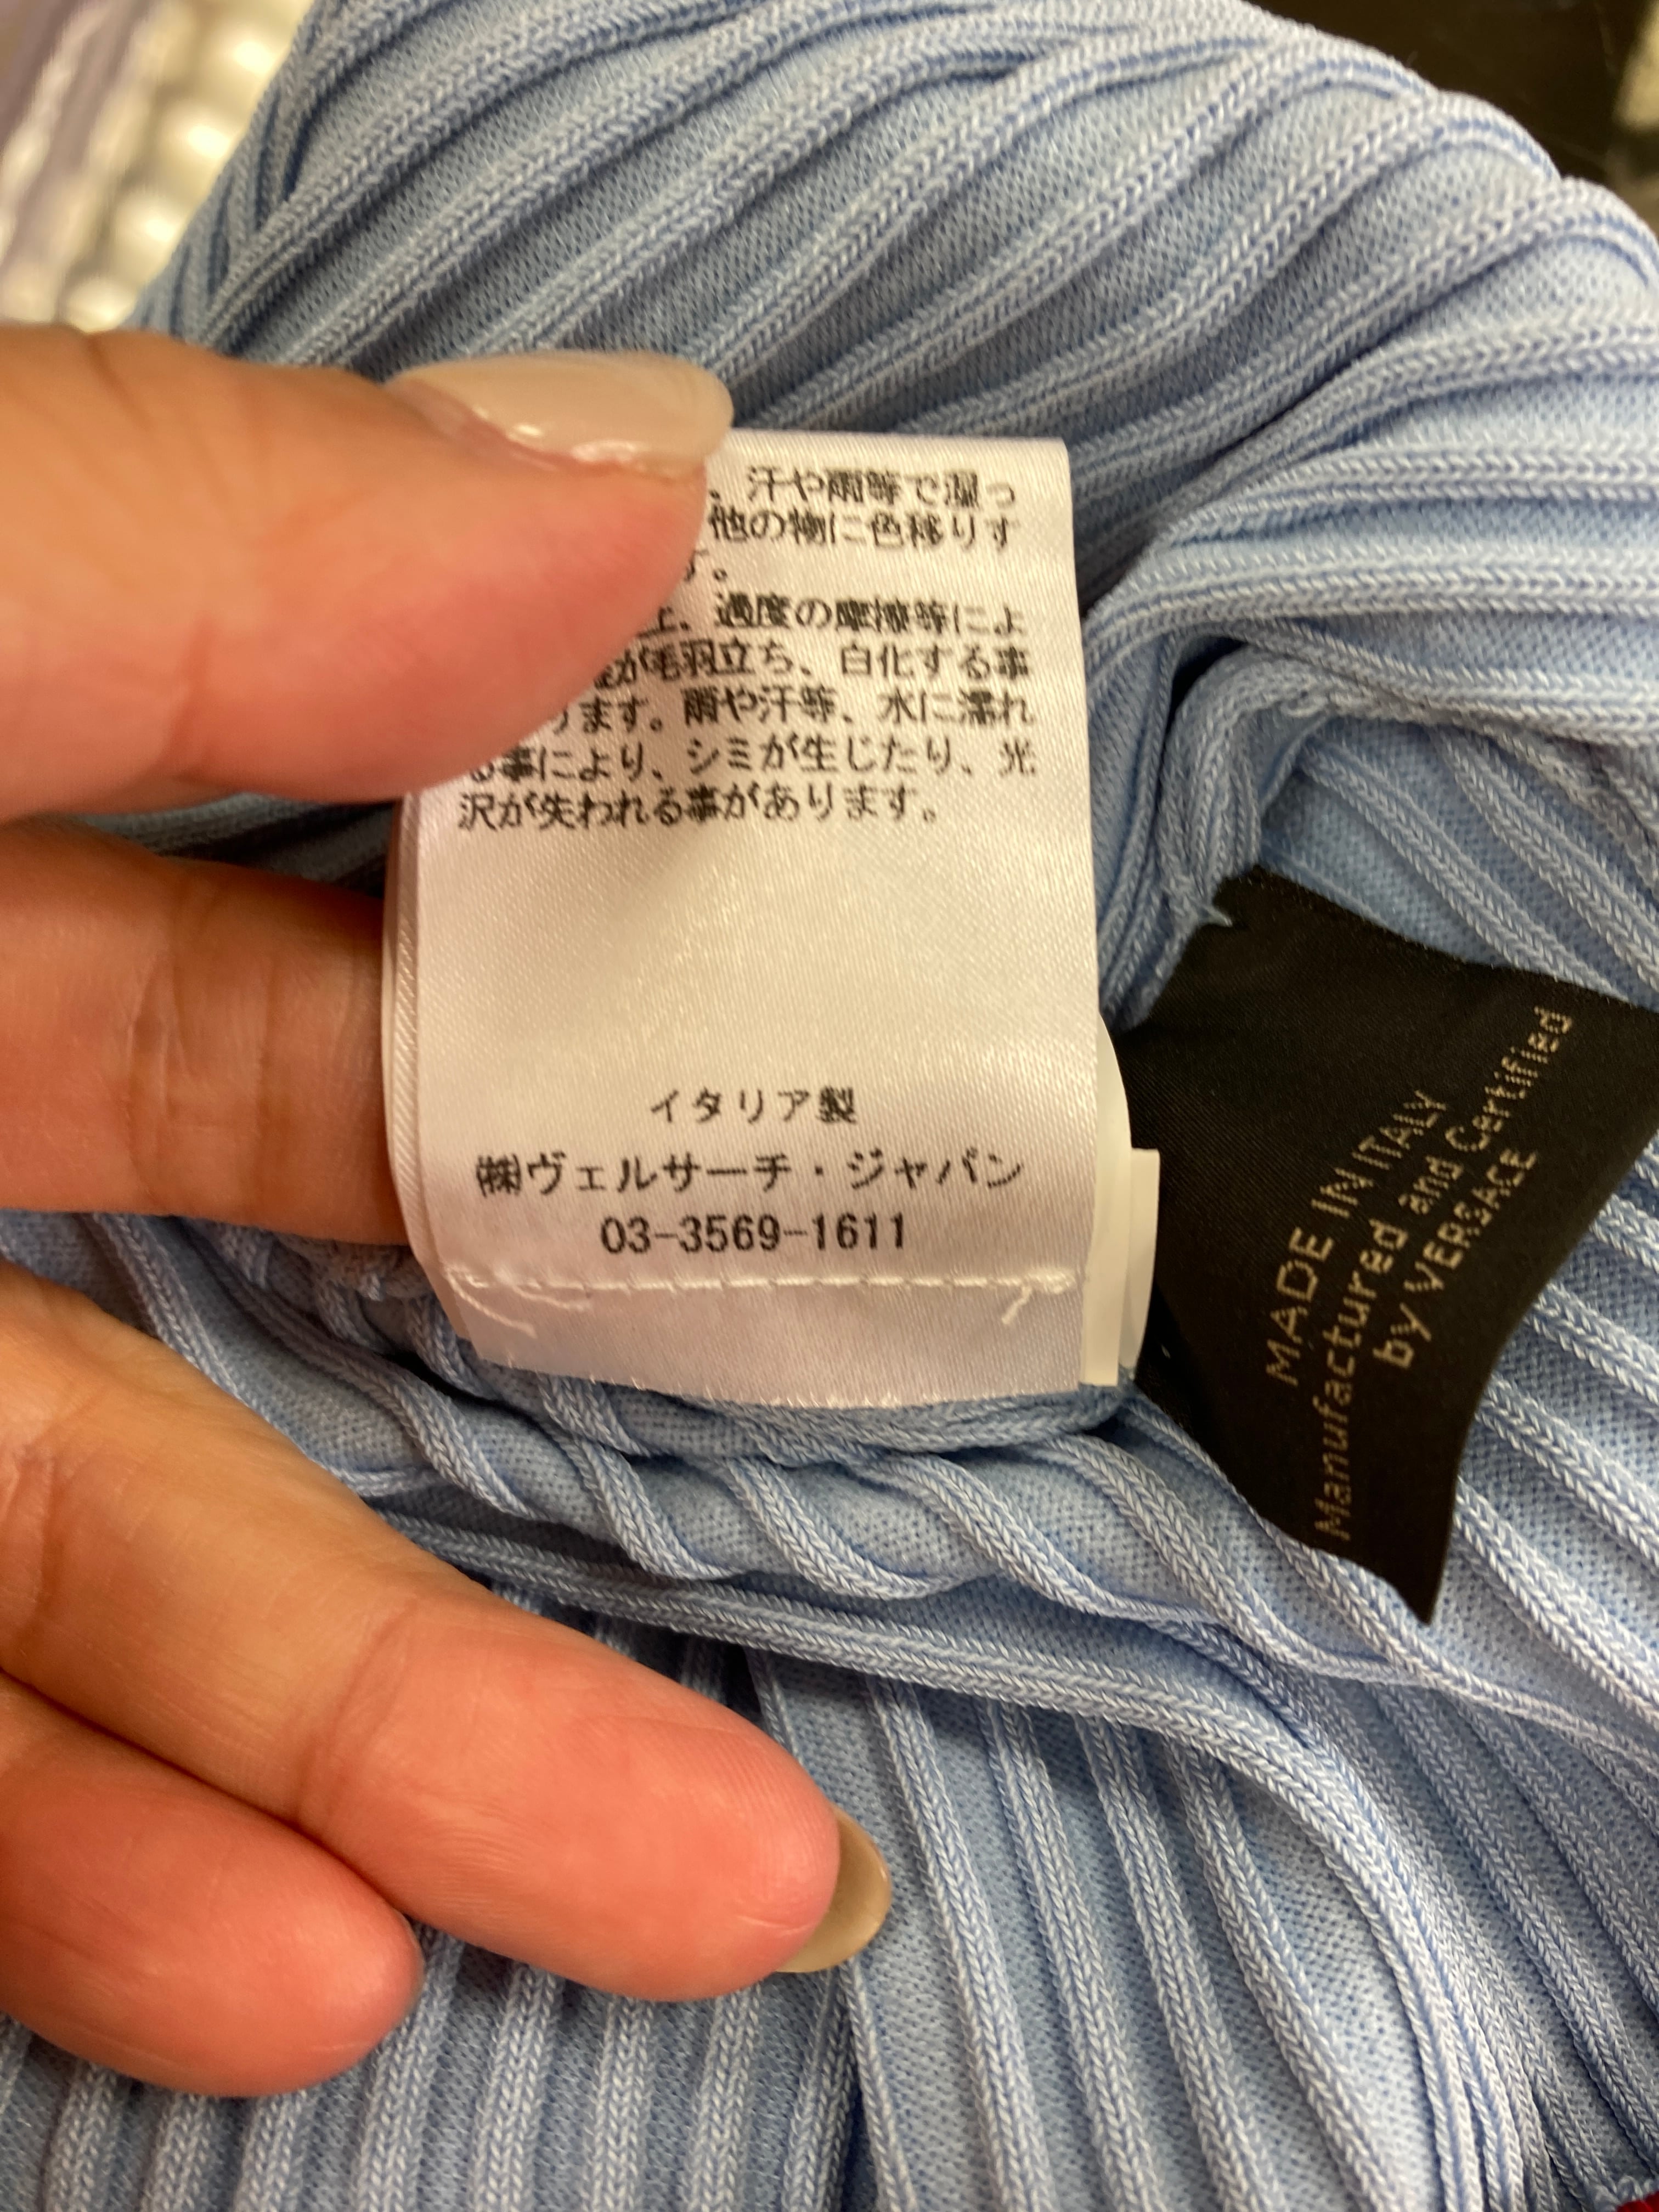 、汗や雨等で湿っ
他の物に色移りす
す。
上、過度の摩擦等によ
が毛羽立ち、白化する事
ります。雨や汗等、水に濡れ
る事により、シミが生じたり、光
沢が失われる事があります。
イタリア製
㈱ヴェルサーチ・ジャパン
03-3569-1611
MADE IN ITALY
Manufactured and Certified
by VERSACE